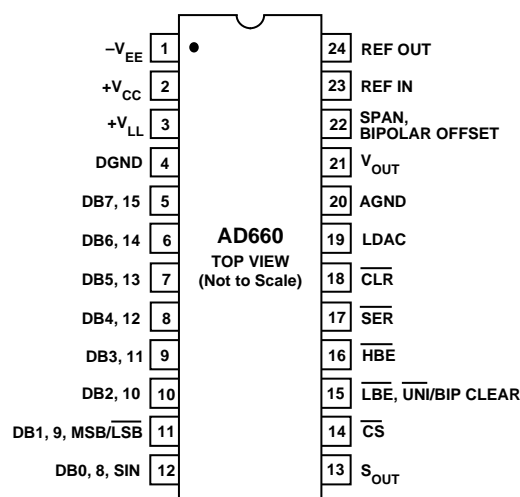 –VEE 1
24 REF OUT
+VCC 2
23 REF IN
+VLL 3
22 SPAN,
BIPOLAR OFFSET
DGND 4
21 VOUT
DB7, 15 5
20 AGND
DB6, 14 6
AD660
19 LDAC
TOP VIEW
(Not to Scale)
DB5, 13 7
18 CLR
DB4, 12 8
17 SER
DB3, 11 9
16 HBE
DB2, 10 10
15 LBE, UNI/BIP CLEAR
DB1, 9, MSB/LSB 11
14 CS
DB0, 8, SIN 12
13 SOUT